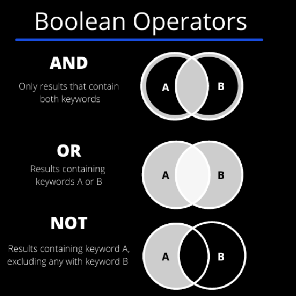 Boolean Operators
AND
Only results that contain
both keywords
A B
OR
Results containing
keywords A or B
A B
NOT
Results containing keyword A,
excluding any with keyword B
A B